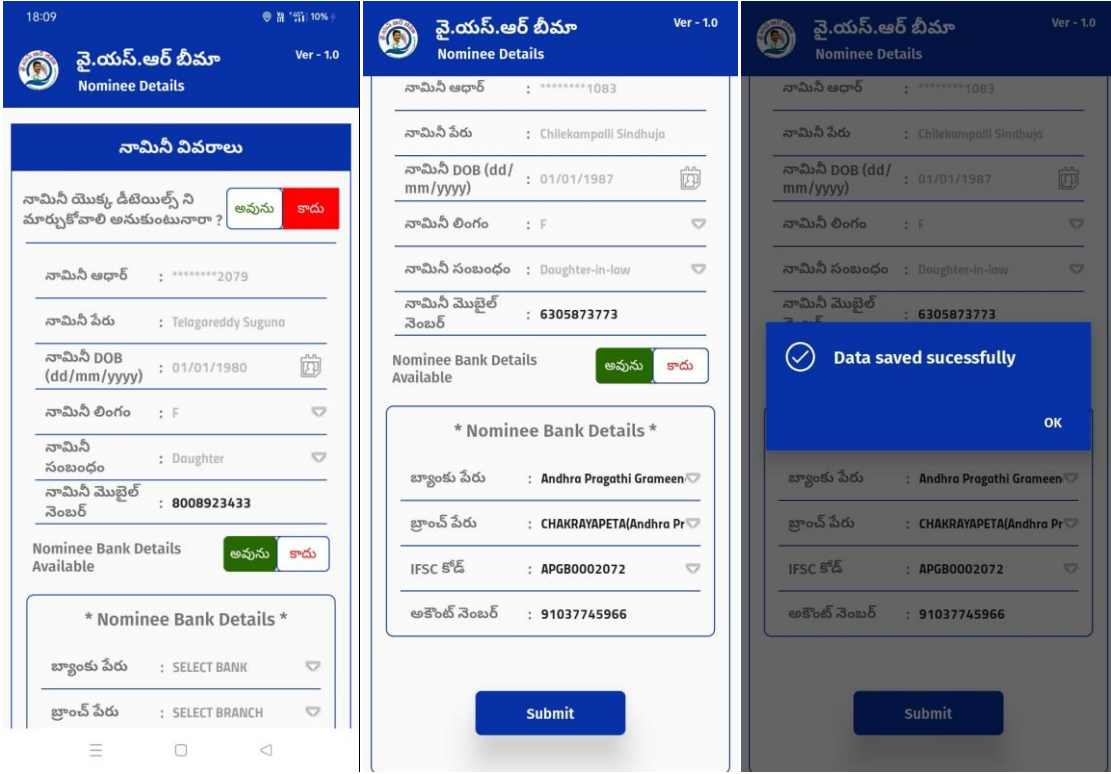 18:09
10%
వై.యస్.ఆర్ బీమా
Ver - 1.0
Nominee Details
నామినీ వివరాలు
నామినీ యొక్క డీటెయిల్స్ ని
మార్చుకోవాలి అనుకుంటునారా ?
అవును
కాదు
నామినీ ఆధార్ : ********2079
నామినీ పేరు : Telagareddy Suguna
నామినీ DOB
(dd/mm/yyyy) : 01/01/1980
నామినీ లింగం : F
నామినీ
సంబంధం : Daughter
నామినీ మొబైల్
నెంబర్ : 8008923433
Nominee Bank Details
Available
అవును
కాదు
* Nominee Bank Details *
బ్యాంకు పేరు : SELECT BANK
బ్రాంచ్ పేరు : SELECT BRANCH
వై.యస్.ఆర్ బీమా
Ver - 1.0
Nominee Details
నామినీ ఆధార్ : ********1083
నామినీ పేరు : Chilekampalli Sindhuja
నామినీ DOB (dd/
mm/yyyy) : 01/01/1987
నామినీ లింగం : F
నామినీ సంబంధం : Daughter-in-law
నామినీ మొబైల్
నెంబర్ : 6305873773
Nominee Bank Details
Available
అవును
కాదు
* Nominee Bank Details *
బ్యాంకు పేరు : Andhra Pragathi Grameen
బ్రాంచ్ పేరు : CHAKRAYAPETA(Andhra Pr
IFSC కోడ్ : APGB0002072
అకౌంట్ నెంబర్ : 91037745966
Submit
వై.యస్.ఆర్ బీమా
Ver - 1.0
Nominee Details
నామినీ ఆధార్ : ********1083
నామినీ పేరు : Chilekampalli Sindhuja
నామినీ DOB (dd/
mm/yyyy) : 01/01/1987
నామినీ లింగం : F
నామినీ సంబంధం : Daughter-in-law
నామినీ మొబైల్
: 6305873773
Data saved sucessfully
OK
బ్యాంకు పేరు : Andhra Pragathi Grameen
బ్రాంచ్ పేరు : CHAKRAYAPETA(Andhra Pr
IFSC కోడ్ : APGB0002072
అకౌంట్ నెంబర్ : 91037745966
Submit